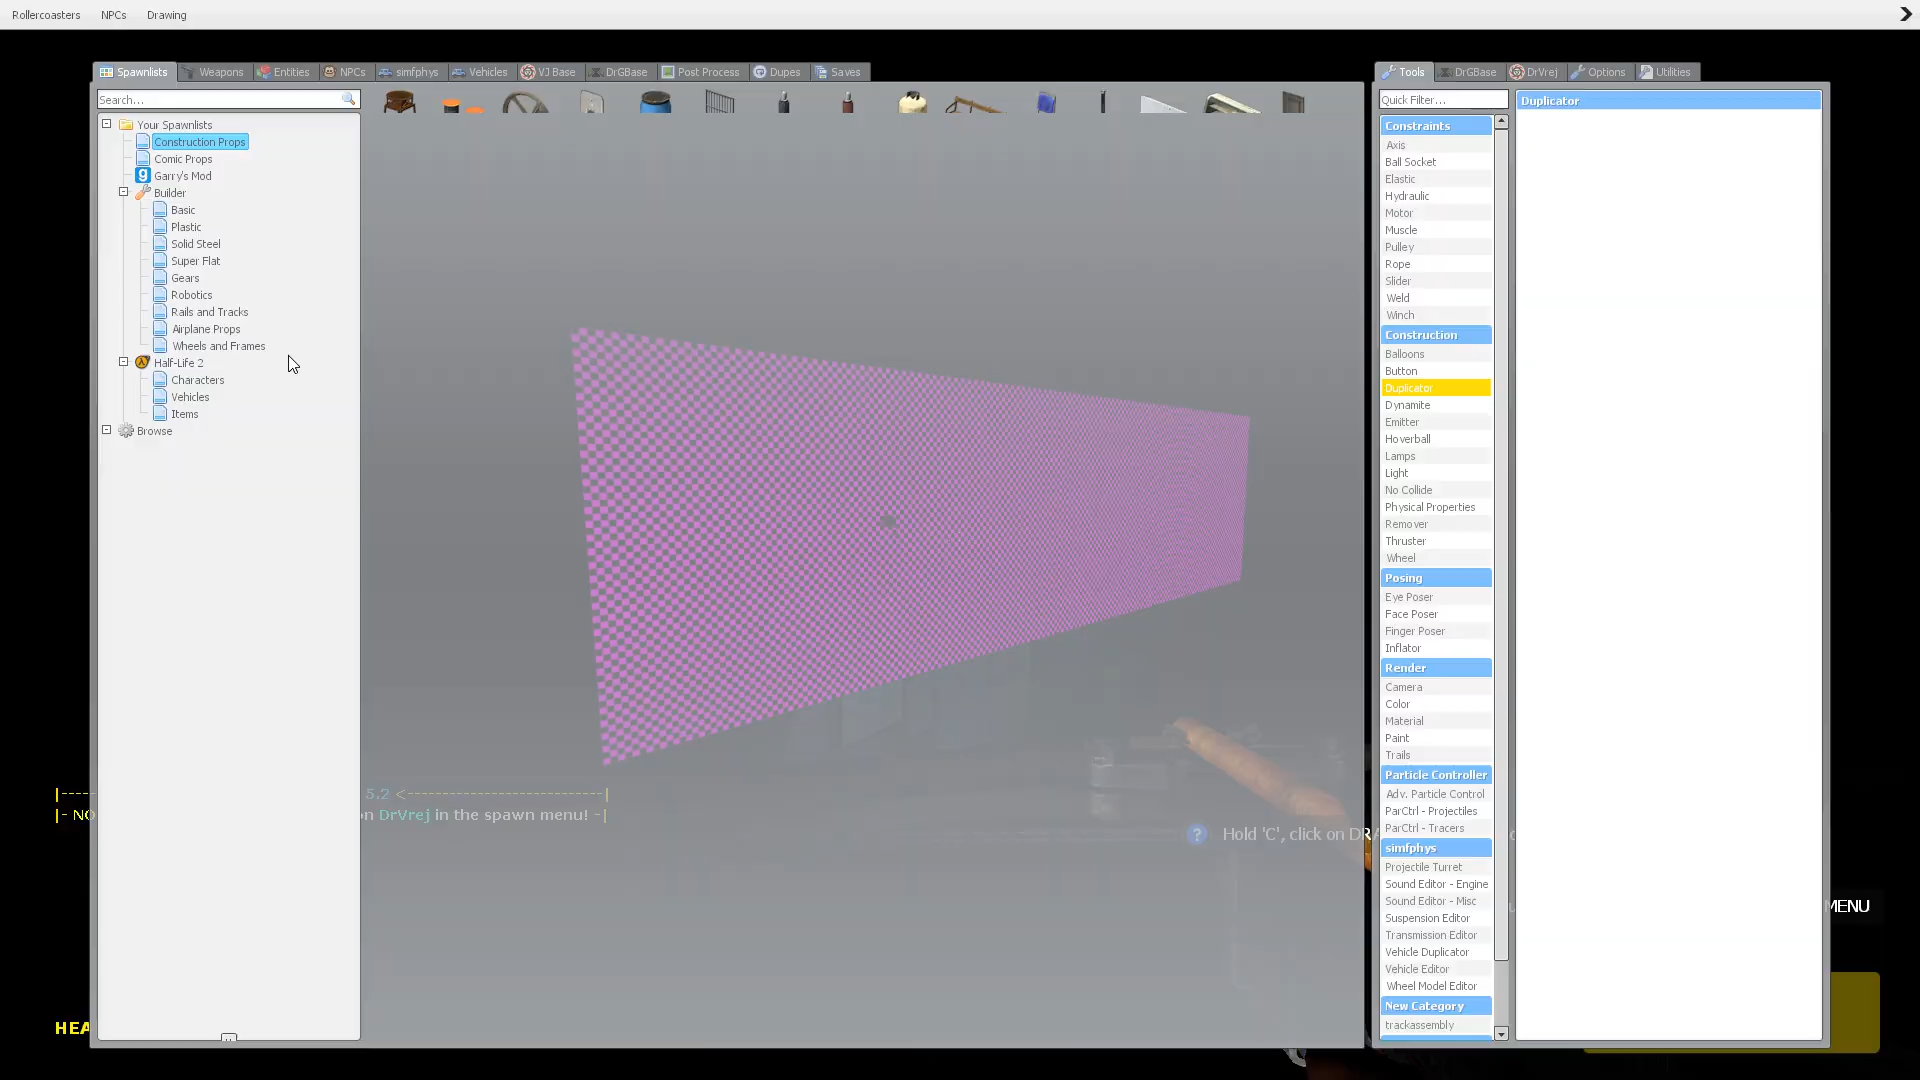 Rollercoasters NPCs Drawing
Spawnlists Weapons Entities NPCs simfphys Vehicles VJ Base DrGBase Post Process Dupes Saves
Search...
Your Spawnlists
Construction Props
Comic Props
Garry's Mod
Builder
Basic
Plastic
Solid Steel
Super Flat
Gears
Robotics
Rails and Tracks
Airplane Props
Wheels and Frames
Half-Life 2
Characters
Vehicles
Items
Browse
|---- 5.2 <--------------------------|
|- NO n DrVrej in the spawn menu! -|
Hold 'C', click on DRA
HEA
Tools DrGBase DrVrej Options Utilities
Quick Filter...
Constraints
Axis
Ball Socket
Elastic
Hydraulic
Motor
Muscle
Pulley
Rope
Slider
Weld
Winch
Construction
Balloons
Button
Duplicator
Dynamite
Emitter
Hoverball
Lamps
Light
No Collide
Physical Properties
Remover
Thruster
Wheel
Posing
Eye Poser
Face Poser
Finger Poser
Inflator
Render
Camera
Color
Material
Paint
Trails
Particle Controller
Adv. Particle Control
ParCtrl - Projectiles
ParCtrl - Tracers
simfphys
Projectile Turret
Sound Editor - Engine
Sound Editor - Misc
Suspension Editor
Transmission Editor
Vehicle Duplicator
Vehicle Editor
Wheel Model Editor
New Category
trackassembly
Duplicator
MENU